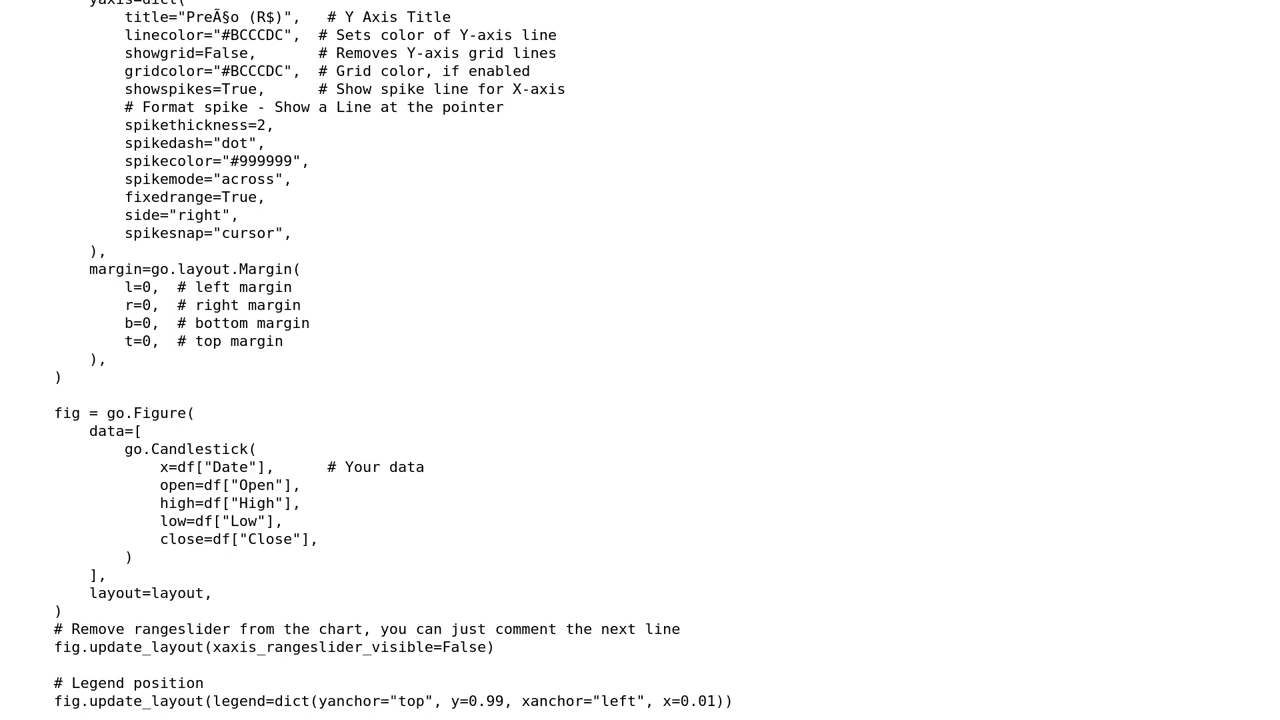 yaxis=dict(
        title="PreÃ§o (R$)",   # Y Axis Title
        linecolor="#BCCCDC",  # Sets color of Y-axis line
        showgrid=False,       # Removes Y-axis grid lines
        gridcolor="#BCCCDC",  # Grid color, if enabled
        showspikes=True,      # Show spike line for X-axis
        # Format spike - Show a Line at the pointer
        spikethickness=2,
        spikedash="dot",
        spikecolor="#999999",
        spikemode="across",
        fixedrange=True,
        side="right",
        spikesnap="cursor",
    ),
    margin=go.layout.Margin(
        l=0,  # left margin
        r=0,  # right margin
        b=0,  # bottom margin
        t=0,  # top margin
    ),
)

fig = go.Figure(
    data=[
        go.Candlestick(
            x=df["Date"],      # Your data
            open=df["Open"],
            high=df["High"],
            low=df["Low"],
            close=df["Close"],
        )
    ],
    layout=layout,
)
# Remove rangeslider from the chart, you can just comment the next line
fig.update_layout(xaxis_rangeslider_visible=False)

# Legend position
fig.update_layout(legend=dict(yanchor="top", y=0.99, xanchor="left", x=0.01))